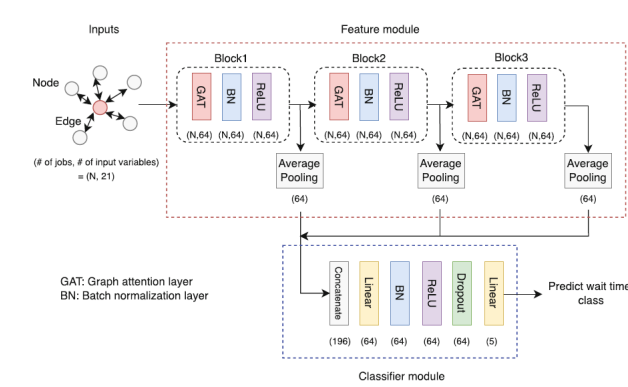 Inputs
Feature module
Block1
Block2
Block3
Node
Edge
GAT
BN
ReLU
GAT
BN
ReLU
GAT
BN
ReLU
(N,64) (N,64) (N,64)
(N,64) (N,64) (N,64)
(N,64) (N,64) (N,64)
(# of jobs, # of input variables)
= (N, 21)
Average
Pooling
Average
Pooling
Average
Pooling
(64)
(64)
(64)
GAT: Graph attention layer
BN: Batch normalization layer
Concatenate
Linear
BN
ReLU
Dropout
Linear
Predict wait time
class
(196) (64) (64) (64) (64) (5)
Classifier module